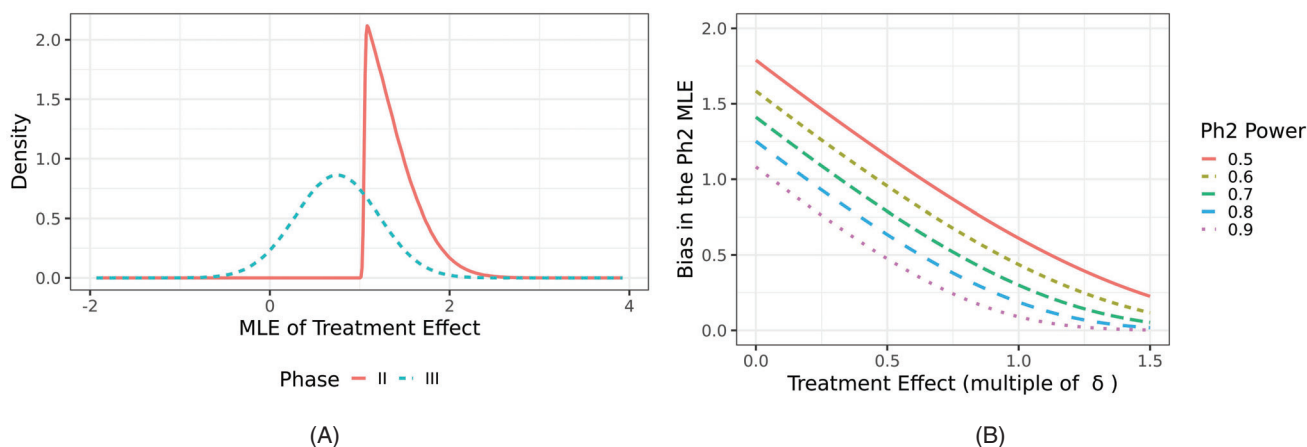 2.0
1.5
1.0
0.5
0.0
Density
-2
0
2
4
MLE of Treatment Effect
Phase II III
(A)
2.0
1.5
1.0
0.5
0.0
Bias in the Ph2 MLE
0.0
0.5
1.0
1.5
Treatment Effect (multiple of δ )
Ph2 Power
0.5
0.6
0.7
0.8
0.9
(B)